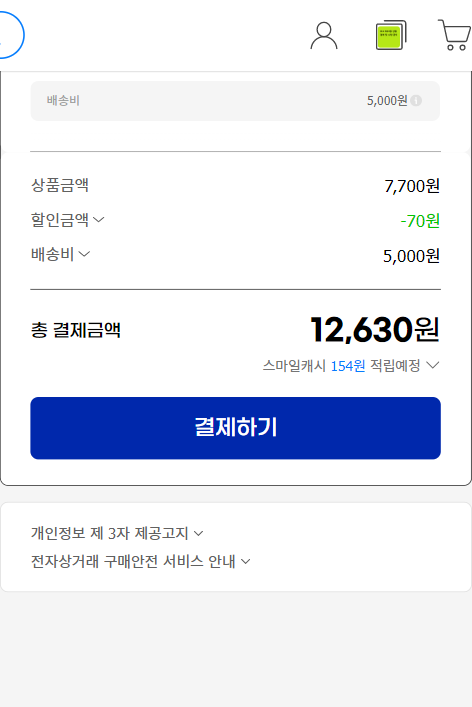 배송비 5,000원
상품금액 7,700원
할인금액 -70원
배송비 5,000원
총 결제금액 12,630원
스마일캐시 154원 적립예정
결제하기
개인정보 제 3자 제공고지
전자상거래 구매안전 서비스 안내